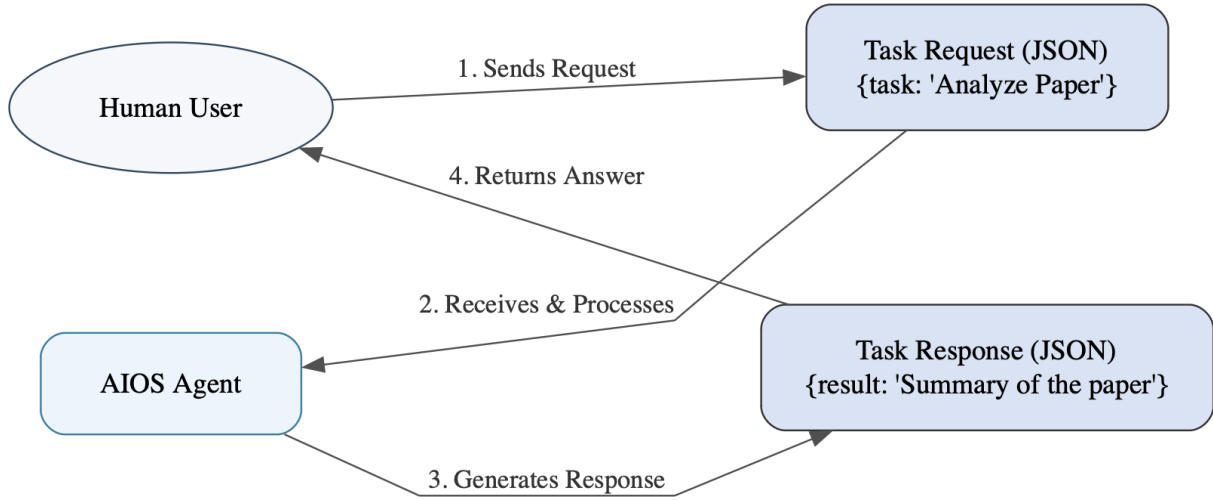 Human User
1. Sends Request
Task Request (JSON)
{task: 'Analyze Paper'}
4. Returns Answer
2. Receives & Processes
AIOS Agent
Task Response (JSON)
{result: 'Summary of the paper'}
3. Generates Response